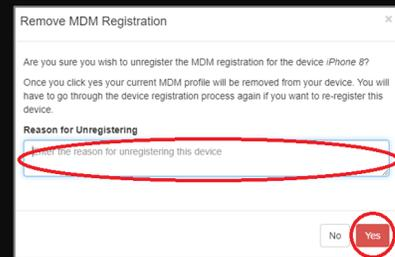 Remove MDM Registration ×
Are you sure you wish to unregister the MDM registration for the device iPhone 8?
Once you click yes your current MDM profile will be removed from your device. You will
have to go through the device registration process again if you want to re-register this
device.
Reason for Unregistering
Enter the reason for unregistering this device
No Yes